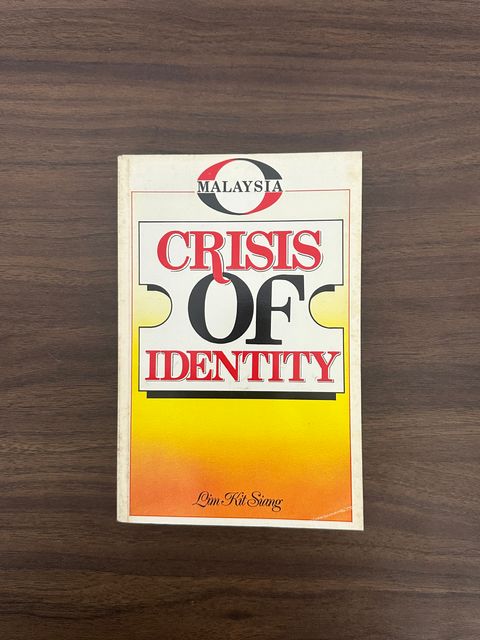 MALAYSIA
CRISIS
OF
IDENTITY
Lim Kit Siang